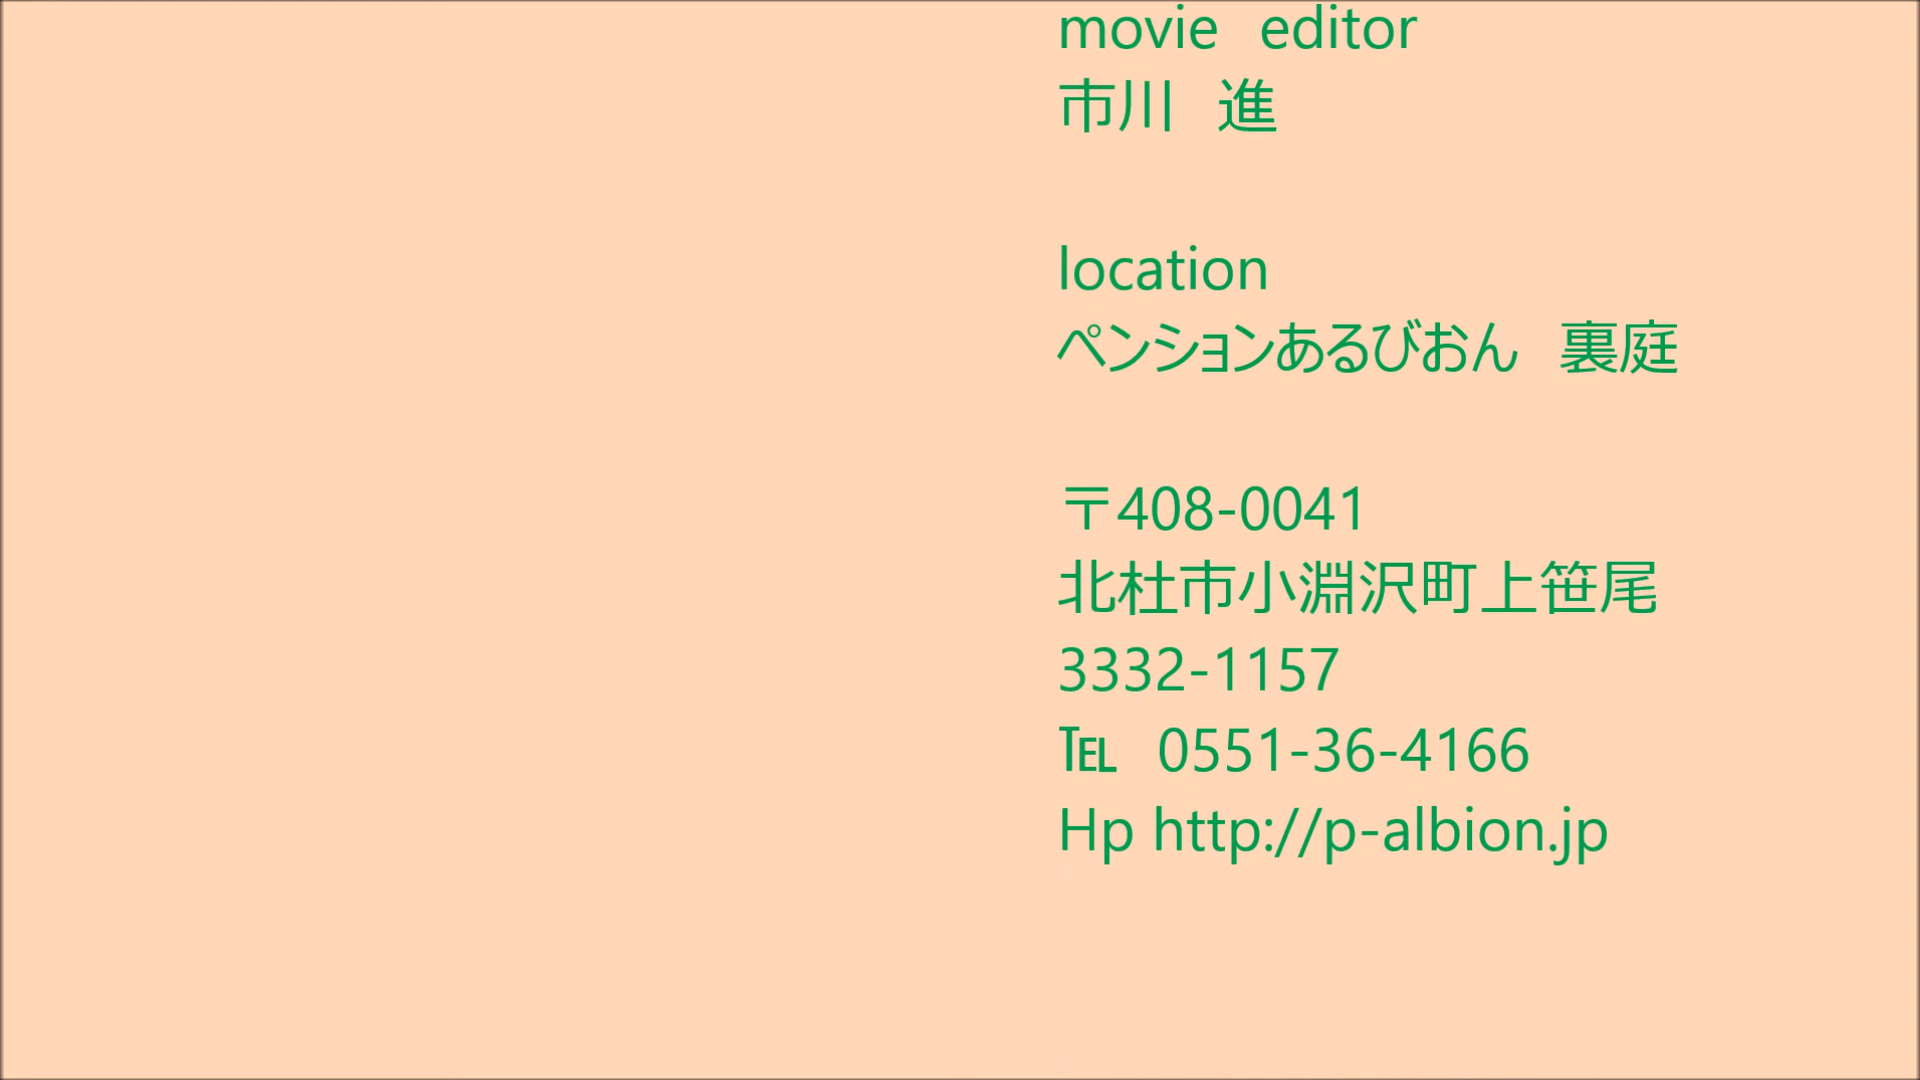 movie　editor
市川　進
location
ペンションあるびおん　裏庭
〒408-0041
北杜市小淵沢町上笹尾
3332-1157
℡　0551-36-4166
Hp http://p-albion.jp